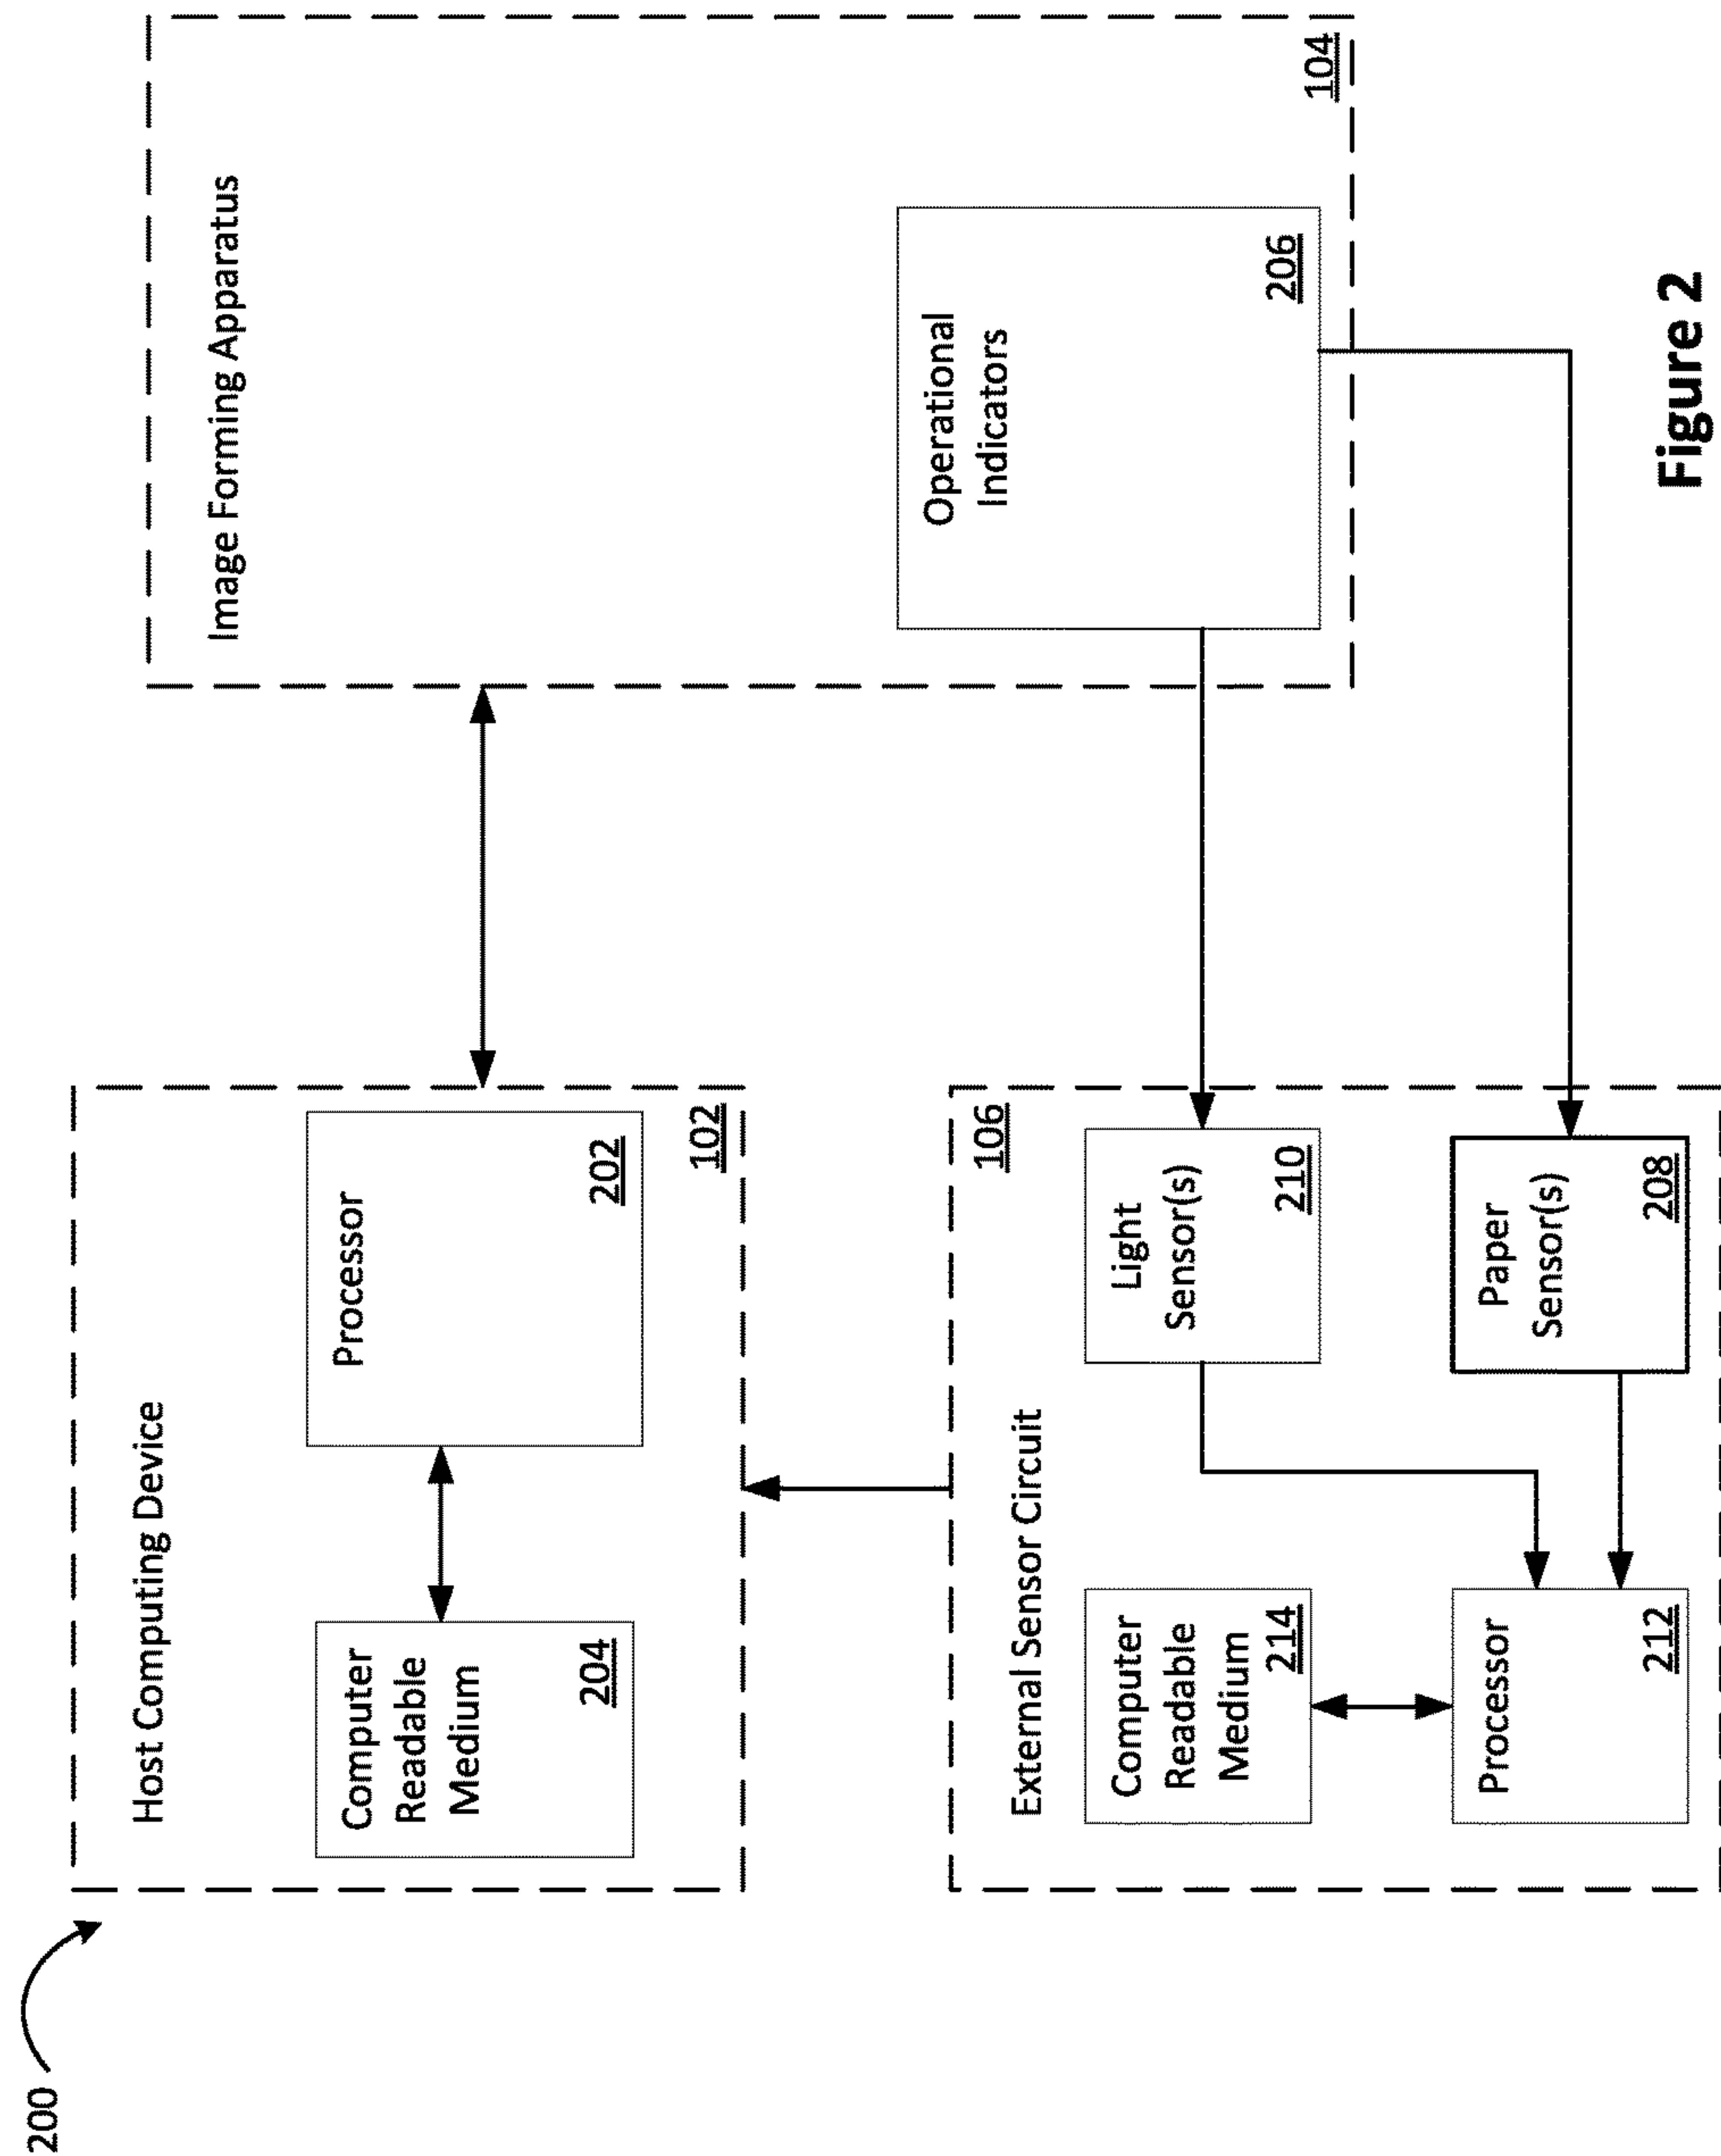 200
Host Computing Device
Computer
Readable
Medium
204
Processor
202
102
Image Forming Apparatus
Operational
Indicators
206
104
External Sensor Circuit
106
Computer
Readable
Medium
214
Light
Sensor(s)
210
Processor
212
Paper
Sensor(s)
208
Figure 2